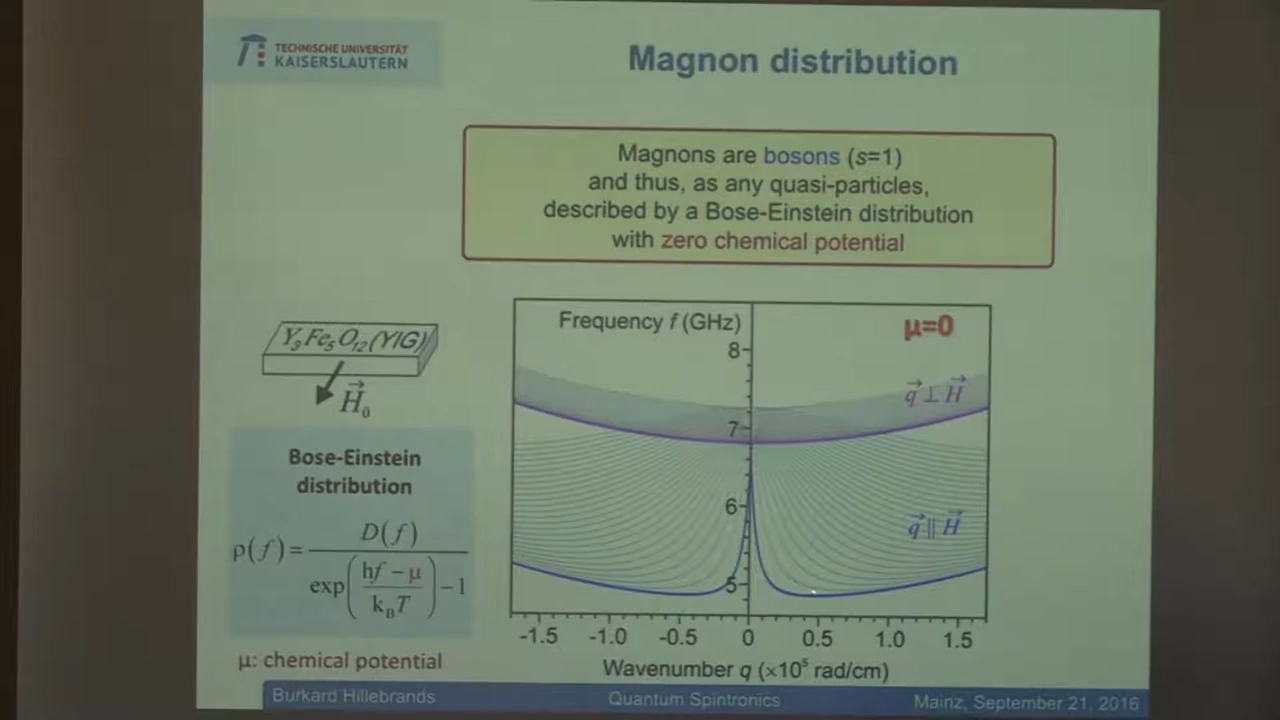 TECHNISCHE UNIVERSITÄT
KAISERSLAUTERN
Magnon distribution
Magnons are bosons (s=1)
and thus, as any quasi-particles,
described by a Bose-Einstein distribution
with zero chemical potential
Y₃Fe₅O₁₂(YIG)
H⃗₀
Bose-Einstein
distribution
ρ(f)= D(f) / exp((hf − μ)/(k_BT)) − 1
μ: chemical potential
Frequency f (GHz)
μ=0
8
q⃗ ⊥ H⃗
7
6
q⃗ || H⃗
5
-1.5 -1.0 -0.5 0 0.5 1.0 1.5
Wavenumber q (×10⁵ rad/cm)
Burkard Hillebrands Quantum Spintronics Mainz, September 21, 2016